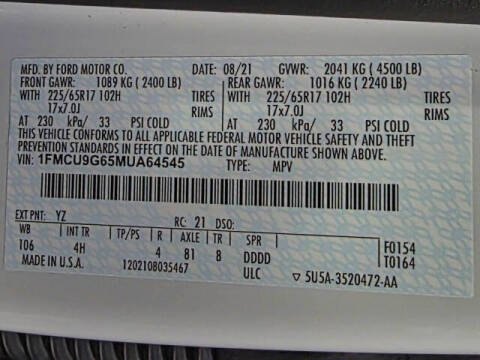 MFD. BY FORD MOTOR CO. DATE: 08/21 GVWR: 2041 KG ( 4500 LB)
FRONT GAWR: 1089 KG ( 2400 LB) REAR GAWR: 1016 KG ( 2240 LB)
WITH 225/65R17 102H TIRES WITH 225/65R17 102H TIRES
17x7.0J RIMS 17x7.0J RIMS
AT 230 kPa/ 33 PSI COLD AT 230 kPa/ 33 PSI COLD
THIS VEHICLE CONFORMS TO ALL APPLICABLE FEDERAL MOTOR VEHICLE SAFETY AND THEFT
PREVENTION STANDARDS IN EFFECT ON THE DATE OF MANUFACTURE SHOWN ABOVE.
VIN: 1FMCU9G65MUA64545 TYPE: MPV
EXT PNT: YZ RC: 21 DSO:
WB INT TR TP/PS R AXLE TR SPR
106 4H 4 81 8 DDDD F0154
T0164
MADE IN U.S.A. 120210B035467 ULC 5U5A-3520472-AA